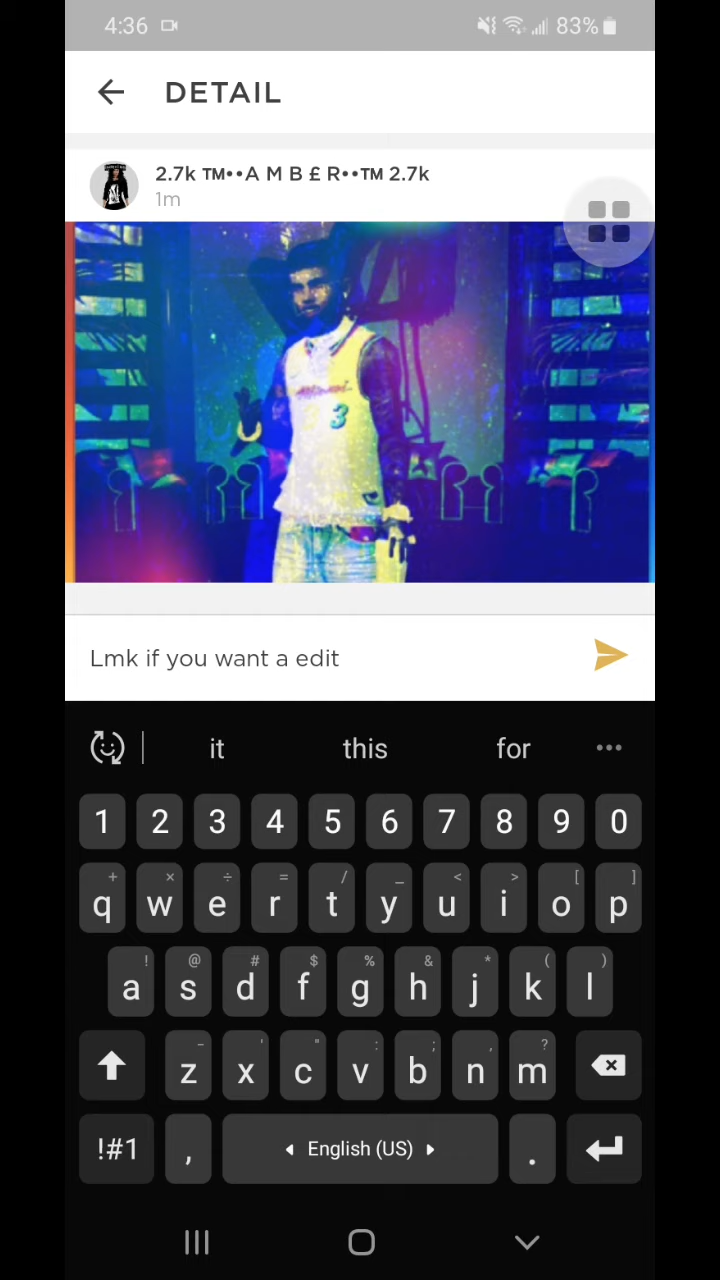 4:36 83%
DETAIL
2.7k ™••A M B £ R••™ 2.7k
1m
3
Lmk if you want a edit
it this for •••
1 2 3 4 5 6 7 8 9 0
+ × ÷ = / _ < > [ ]
q w e r t y u i o p
! @ # $ % & * ( )
a s d f g h j k l
- ' " : ; , ?
z x c v b n m
!#1 , English (US) .